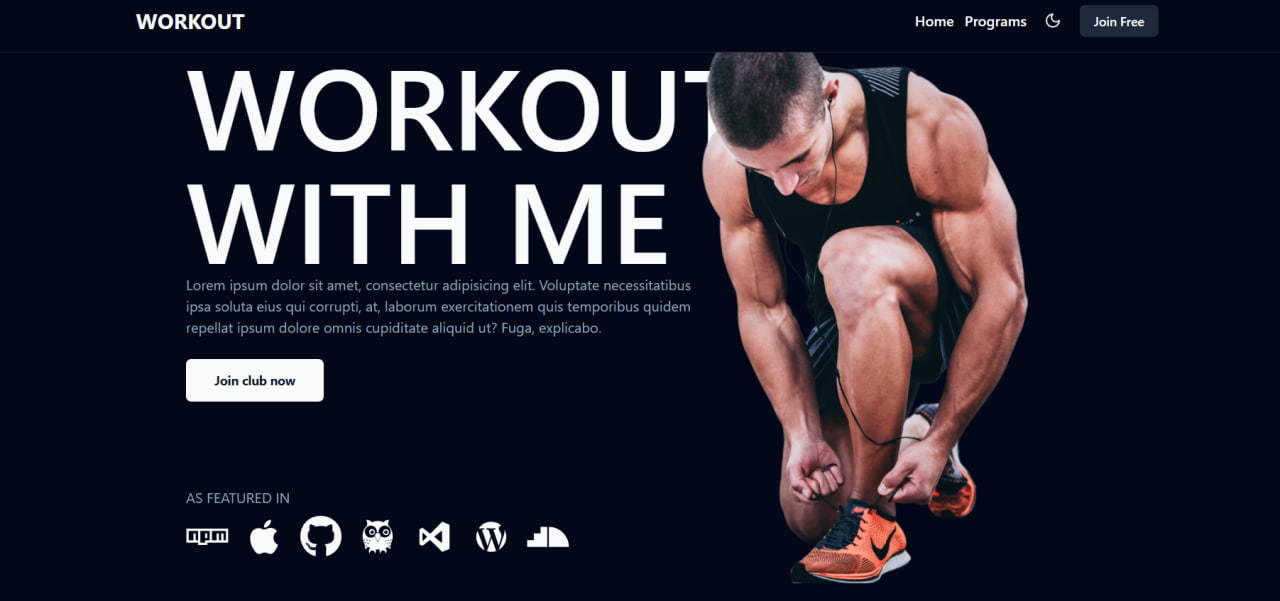 WORKOUT
Home Programs Join Free
WORKOUT
WITH ME
Lorem ipsum dolor sit amet, consectetur adipisicing elit. Voluptate necessitatibus
ipsa soluta eius qui corrupti, at, laborum exercitationem quis temporibus quidem
repellat ipsum dolore omnis cupiditate aliquid ut? Fuga, explicabo.
Join club now
AS FEATURED IN
npm